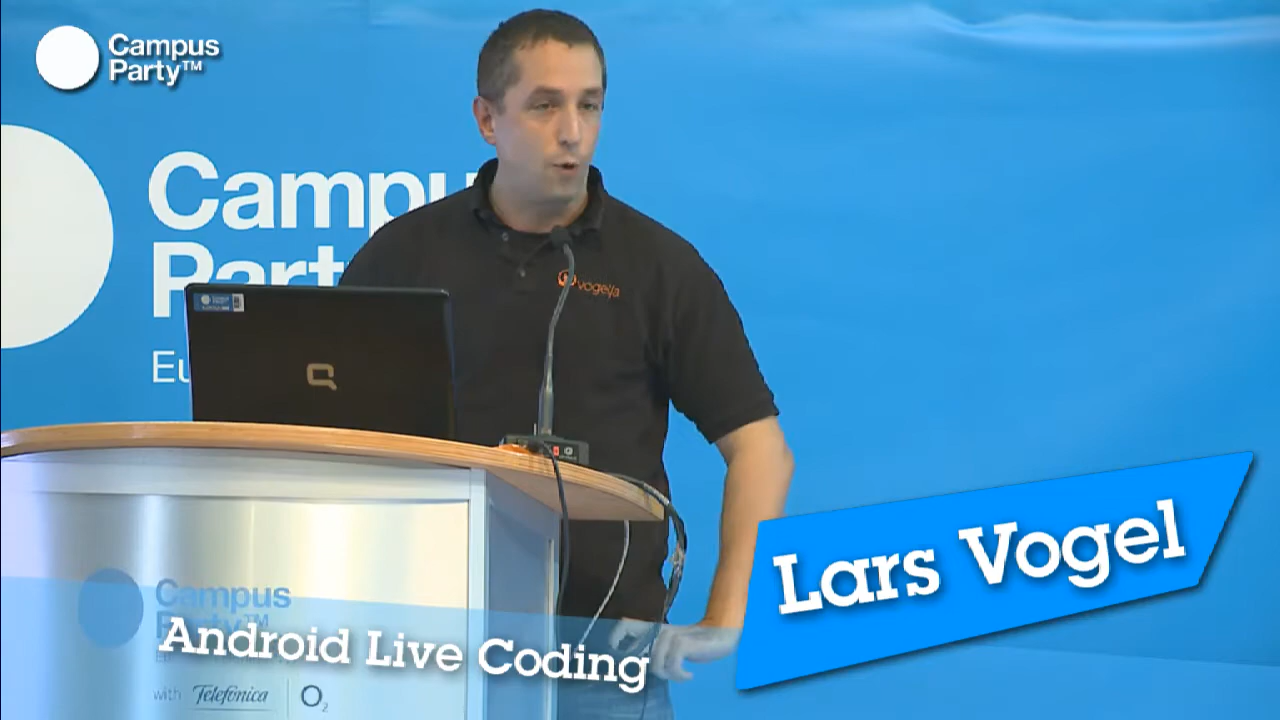 Campus
Party™
Campu
Part
Eu
vogella
Lars Vogel
Campus
Party™
Android Live Coding
with Telefónica O2